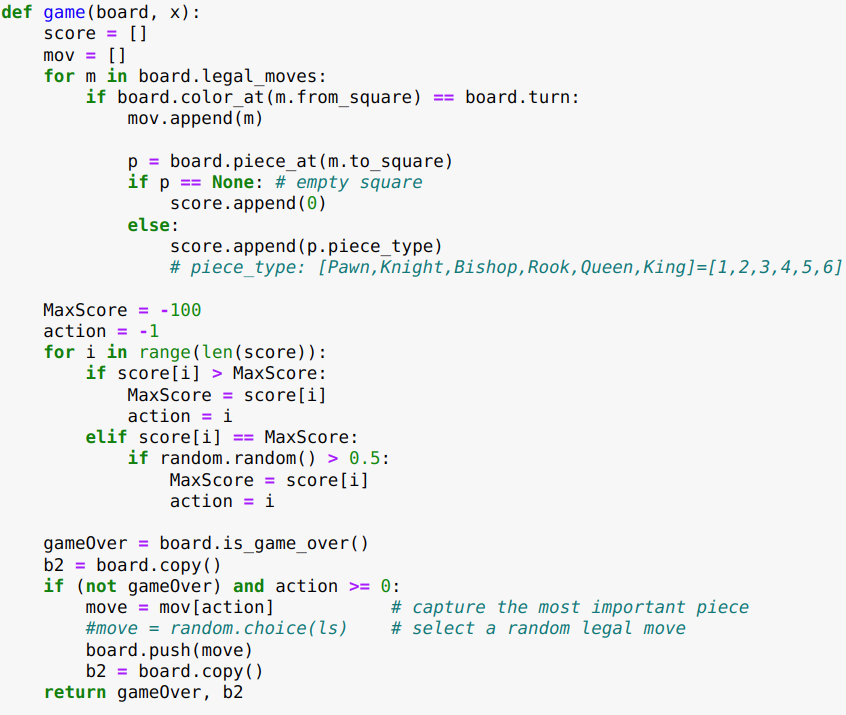 def game(board, x):
    score = []
    mov = []
    for m in board.legal_moves:
        if board.color_at(m.from_square) == board.turn:
            mov.append(m)

            p = board.piece_at(m.to_square)
            if p == None: # empty square
                score.append(0)
            else:
                score.append(p.piece_type)
                # piece_type: [Pawn,Knight,Bishop,Rook,Queen,King]=[1,2,3,4,5,6]

    MaxScore = -100
    action = -1
    for i in range(len(score)):
        if score[i] > MaxScore:
            MaxScore = score[i]
            action = i
        elif score[i] == MaxScore:
            if random.random() > 0.5:
                MaxScore = score[i]
                action = i

    gameOver = board.is_game_over()
    b2 = board.copy()
    if (not gameOver) and action >= 0:
        move = mov[action]           # capture the most important piece
        #move = random.choice(ls)    # select a random legal move
        board.push(move)
        b2 = board.copy()
    return gameOver, b2